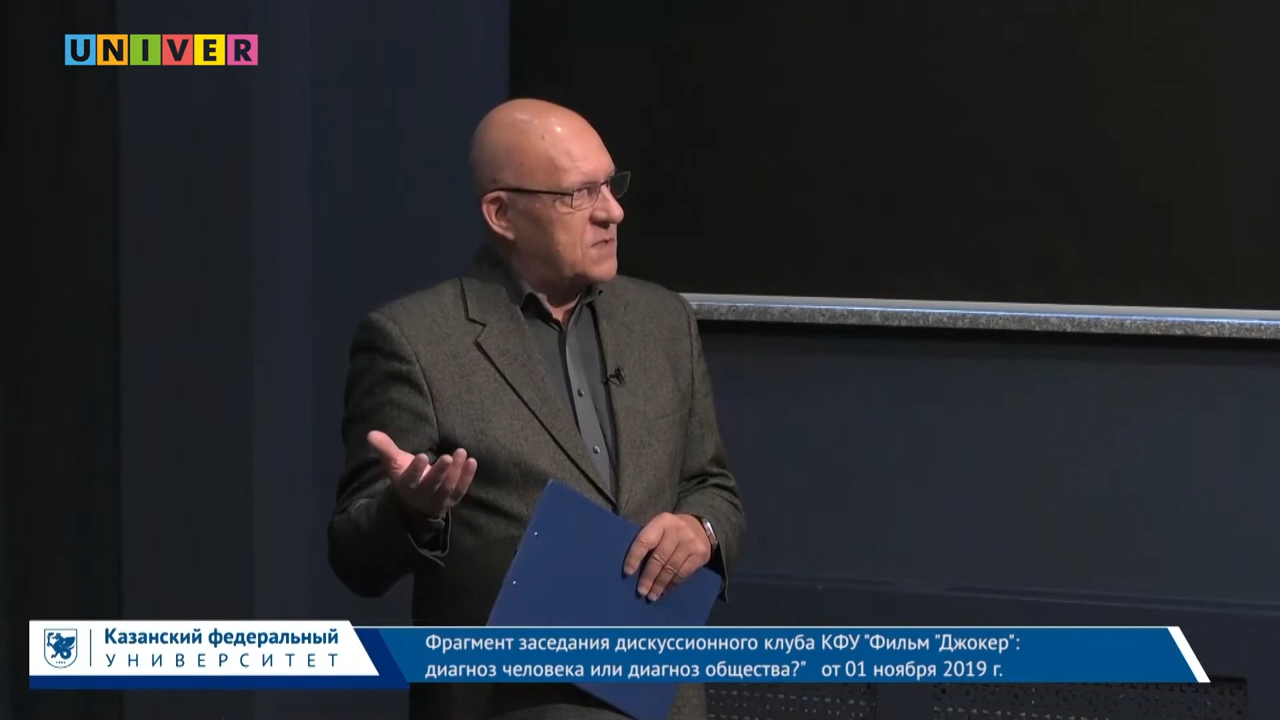 UNIVER
Казанский федеральный
УНИВЕРСИТЕТ
Фрагмент заседания дискуссионного клуба КФУ "Фильм "Джокер":
диагноз человека или диагноз общества?" от 01 ноября 2019 г.